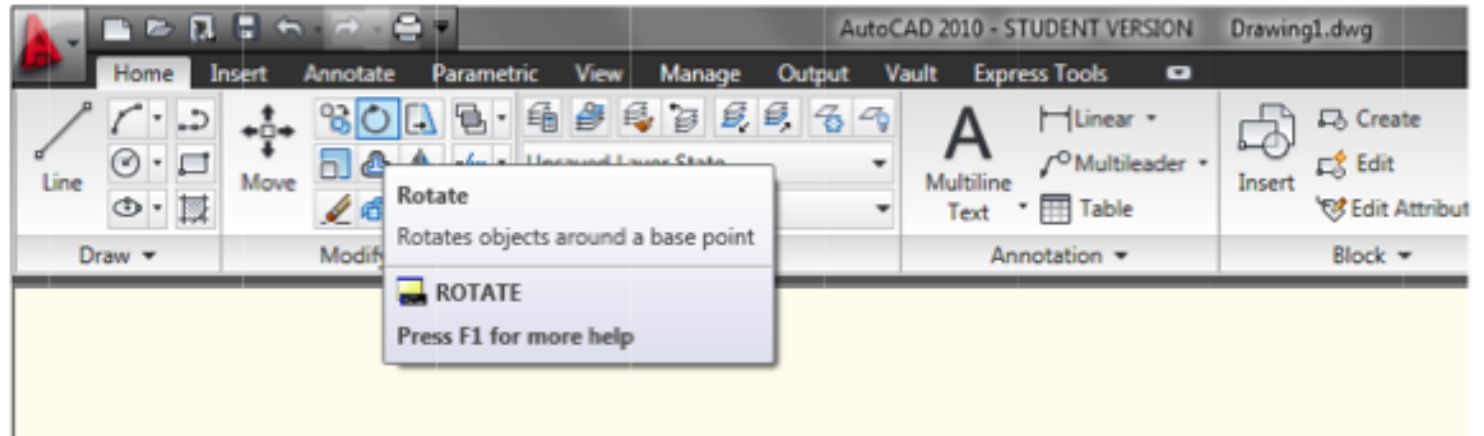 AutoCAD 2010 - STUDENT VERSION Drawing1.dwg
Home Insert Annotate Parametric View Manage Output Vault Express Tools
Linear Create
Multileader Edit
Line Move Multiline Text Insert
Table Edit Attribut
Draw Annotation Block
Rotate
Rotates objects around a base point
ROTATE
Press F1 for more help